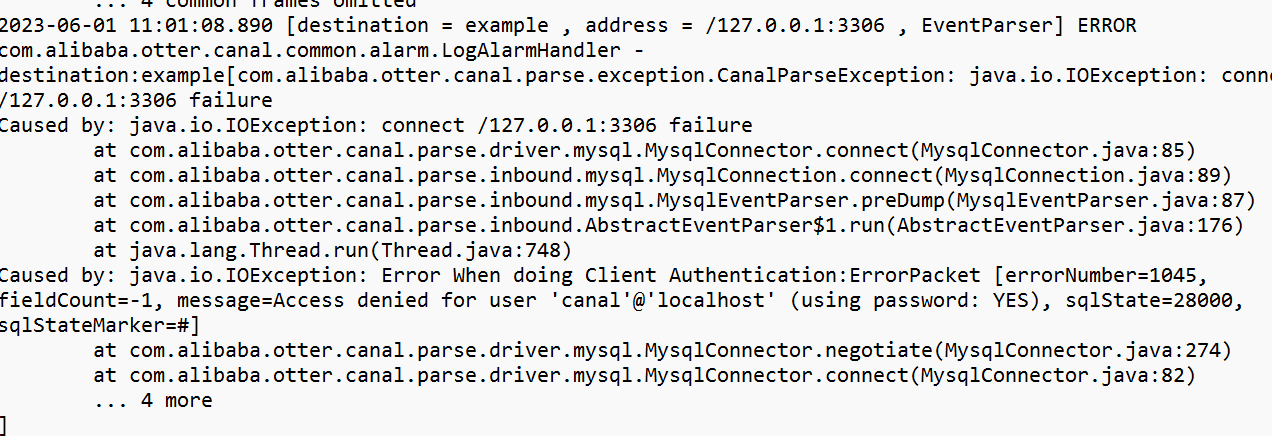 ... 4 common frames omitted
2023-06-01 11:01:08.890 [destination = example , address = /127.0.0.1:3306 , EventParser] ERROR
com.alibaba.otter.canal.common.alarm.LogAlarmHandler -
destination:example[com.alibaba.otter.canal.parse.exception.CanalParseException: java.io.IOException: conne
/127.0.0.1:3306 failure
Caused by: java.io.IOException: connect /127.0.0.1:3306 failure
at com.alibaba.otter.canal.parse.driver.mysql.MysqlConnector.connect(MysqlConnector.java:85)
at com.alibaba.otter.canal.parse.inbound.mysql.MysqlConnection.connect(MysqlConnection.java:89)
at com.alibaba.otter.canal.parse.inbound.mysql.MysqlEventParser.preDump(MysqlEventParser.java:87)
at com.alibaba.otter.canal.parse.inbound.AbstractEventParser$1.run(AbstractEventParser.java:176)
at java.lang.Thread.run(Thread.java:748)
Caused by: java.io.IOException: Error When doing Client Authentication:ErrorPacket [errorNumber=1045,
fieldCount=-1, message=Access denied for user 'canal'@'localhost' (using password: YES), sqlState=28000,
sqlStateMarker=#]
at com.alibaba.otter.canal.parse.driver.mysql.MysqlConnector.negotiate(MysqlConnector.java:274)
at com.alibaba.otter.canal.parse.driver.mysql.MysqlConnector.connect(MysqlConnector.java:82)
... 4 more
]